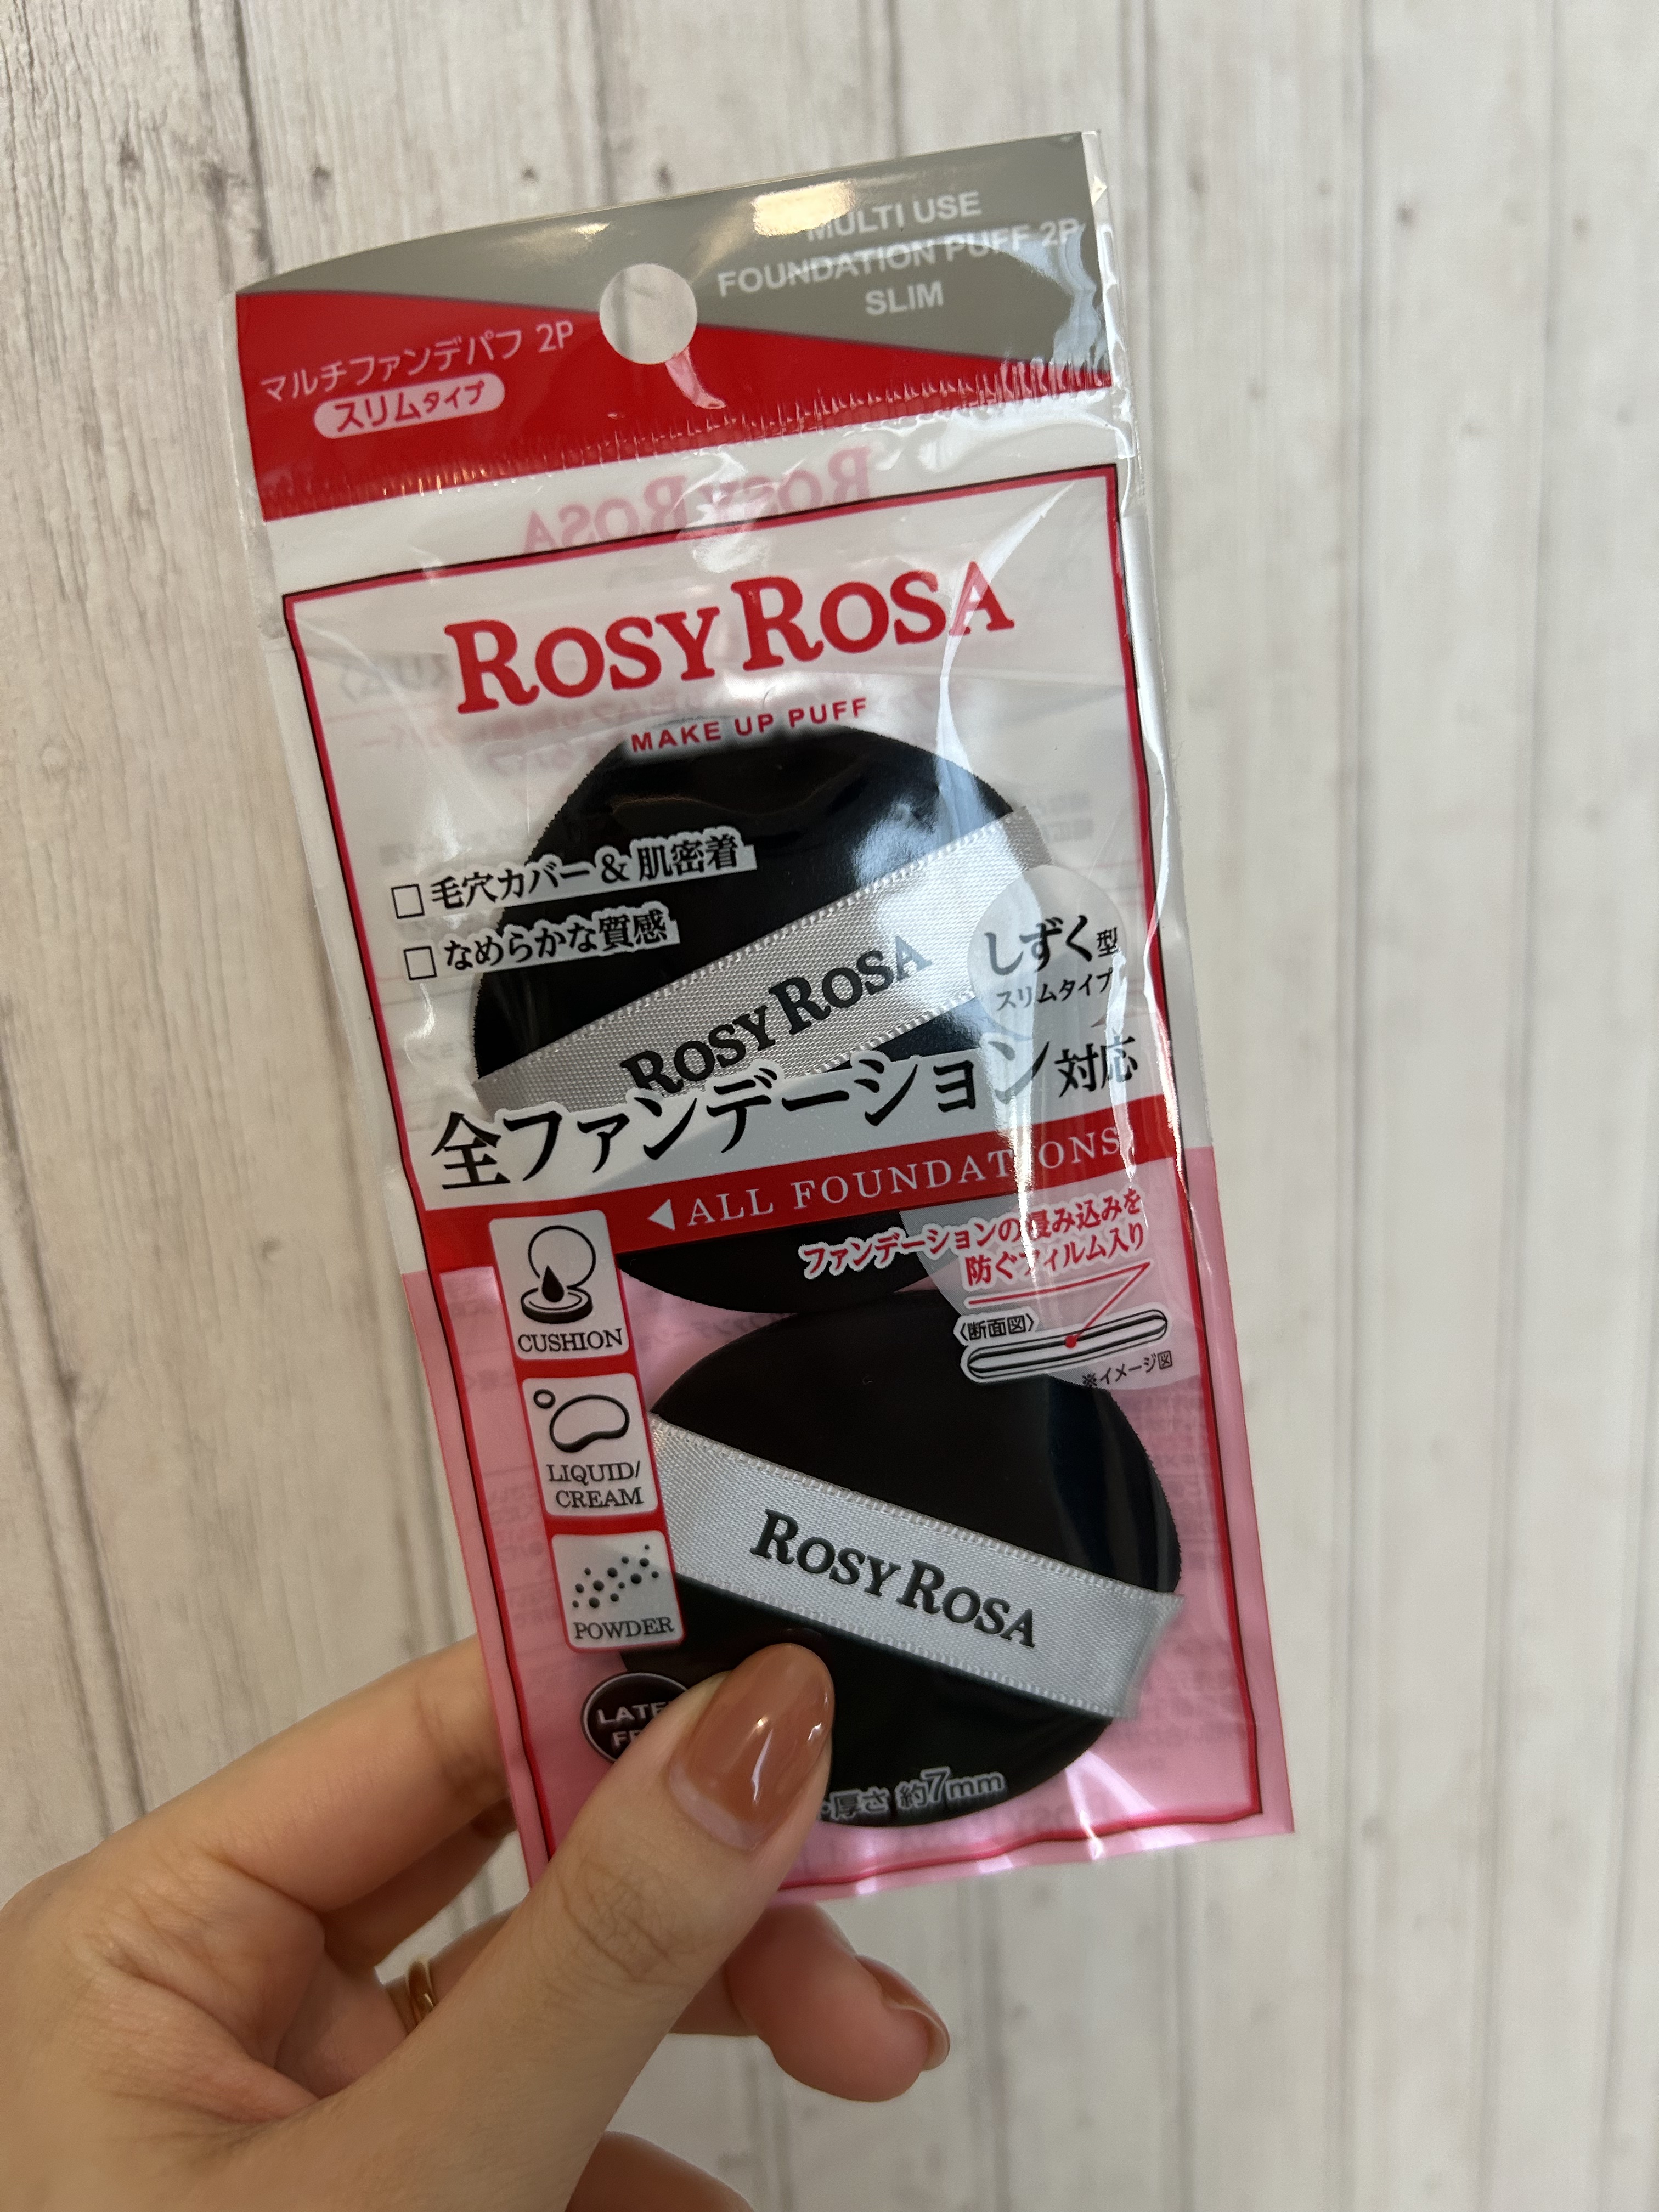 MULTI USE
FOUNDATION PUFF 2P
SLIM
マルチファンデパフ 2P
スリムタイプ
ROSY ROSA
ROSY ROSA
MAKE UP PUFF
□ 毛穴カバー & 肌密着
□ なめらかな質感
しずく型
スリムタイプ
ROSY ROSA
全ファンデーション対応
◀ALL FOUNDATIONS
ファンデーションの浸み込みを
防ぐフィルム入り
〈断面図〉
※イメージ図
CUSHION
LIQUID/
CREAM
POWDER
ROSY ROSA
厚さ 約7mm